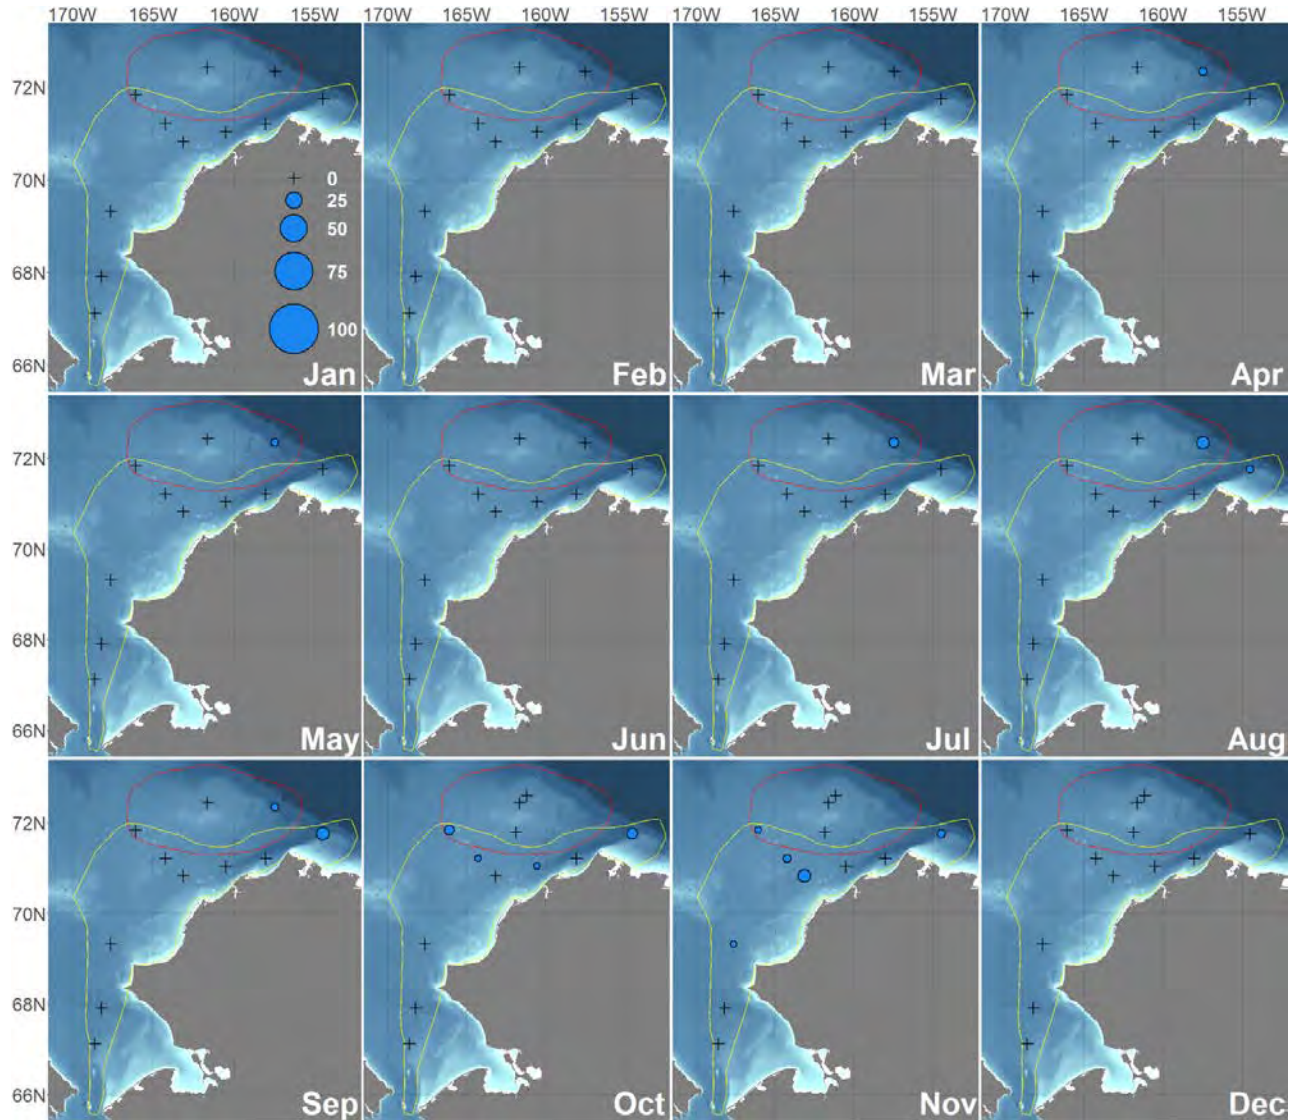 170W 165W 160W 155W 170W 165W 160W 155W 170W 165W 160W 155W 170W 165W 160W 155W
72N
70N
68N
66N
0
25
50
75
100
Jan
Feb
Mar
Apr
72N
70N
68N
66N
May
Jun
Jul
Aug
72N
70N
68N
66N
Sep
Oct
Nov
Dec